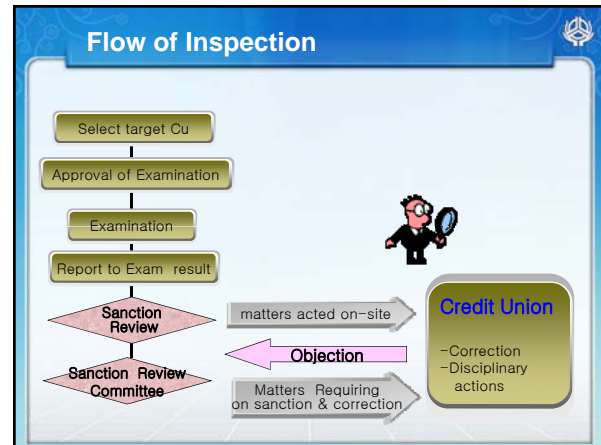 Flow of Inspection
Select target Cu
Approval of Examination
Examination
Report to Exam result
Sanction
Review
matters acted on-site
Credit Union
-Correction
-Disciplinary
actions
Objection
Sanction Review
Committee
Matters Requiring
on sanction & correction